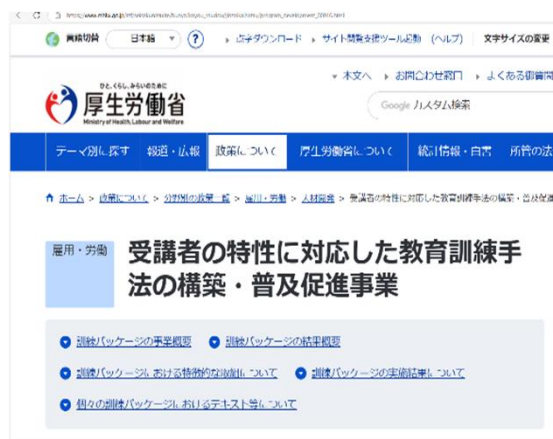 言語切替 日本語 ? 点字ダウンロード サイト閲覧支援ツール起動 (ヘルプ) 文字サイズの変更
本文へ お問合わせ窓口 よくある御質問
ひと、くらし、みらいのために
厚生労働省
Ministry of Health, Labour and Welfare
Google カスタム検索
テーマ別に探す 報道・広報 政策について 厚生労働省について 統計情報・白書 所管の法
ホーム > 政策について > 分野別の政策一覧 > 雇用・労働 > 人材開発 > 受講者の特性に対応した教育訓練手法の構築・普及促進
雇用・労働
受講者の特性に対応した教育訓練手
法の構築・普及促進事業
訓練パッケージの事業概要 訓練パッケージの結果概要
訓練パッケージにおける特徴的な取組について 訓練パッケージの実施結果について
個々の訓練パッケージにおけるテキスト等について